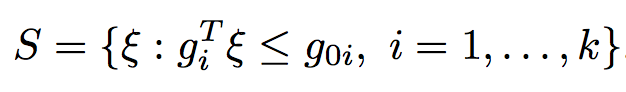 S = {ξ : g_i^T ξ ≤ g_{0i}, i = 1, . . . , k}